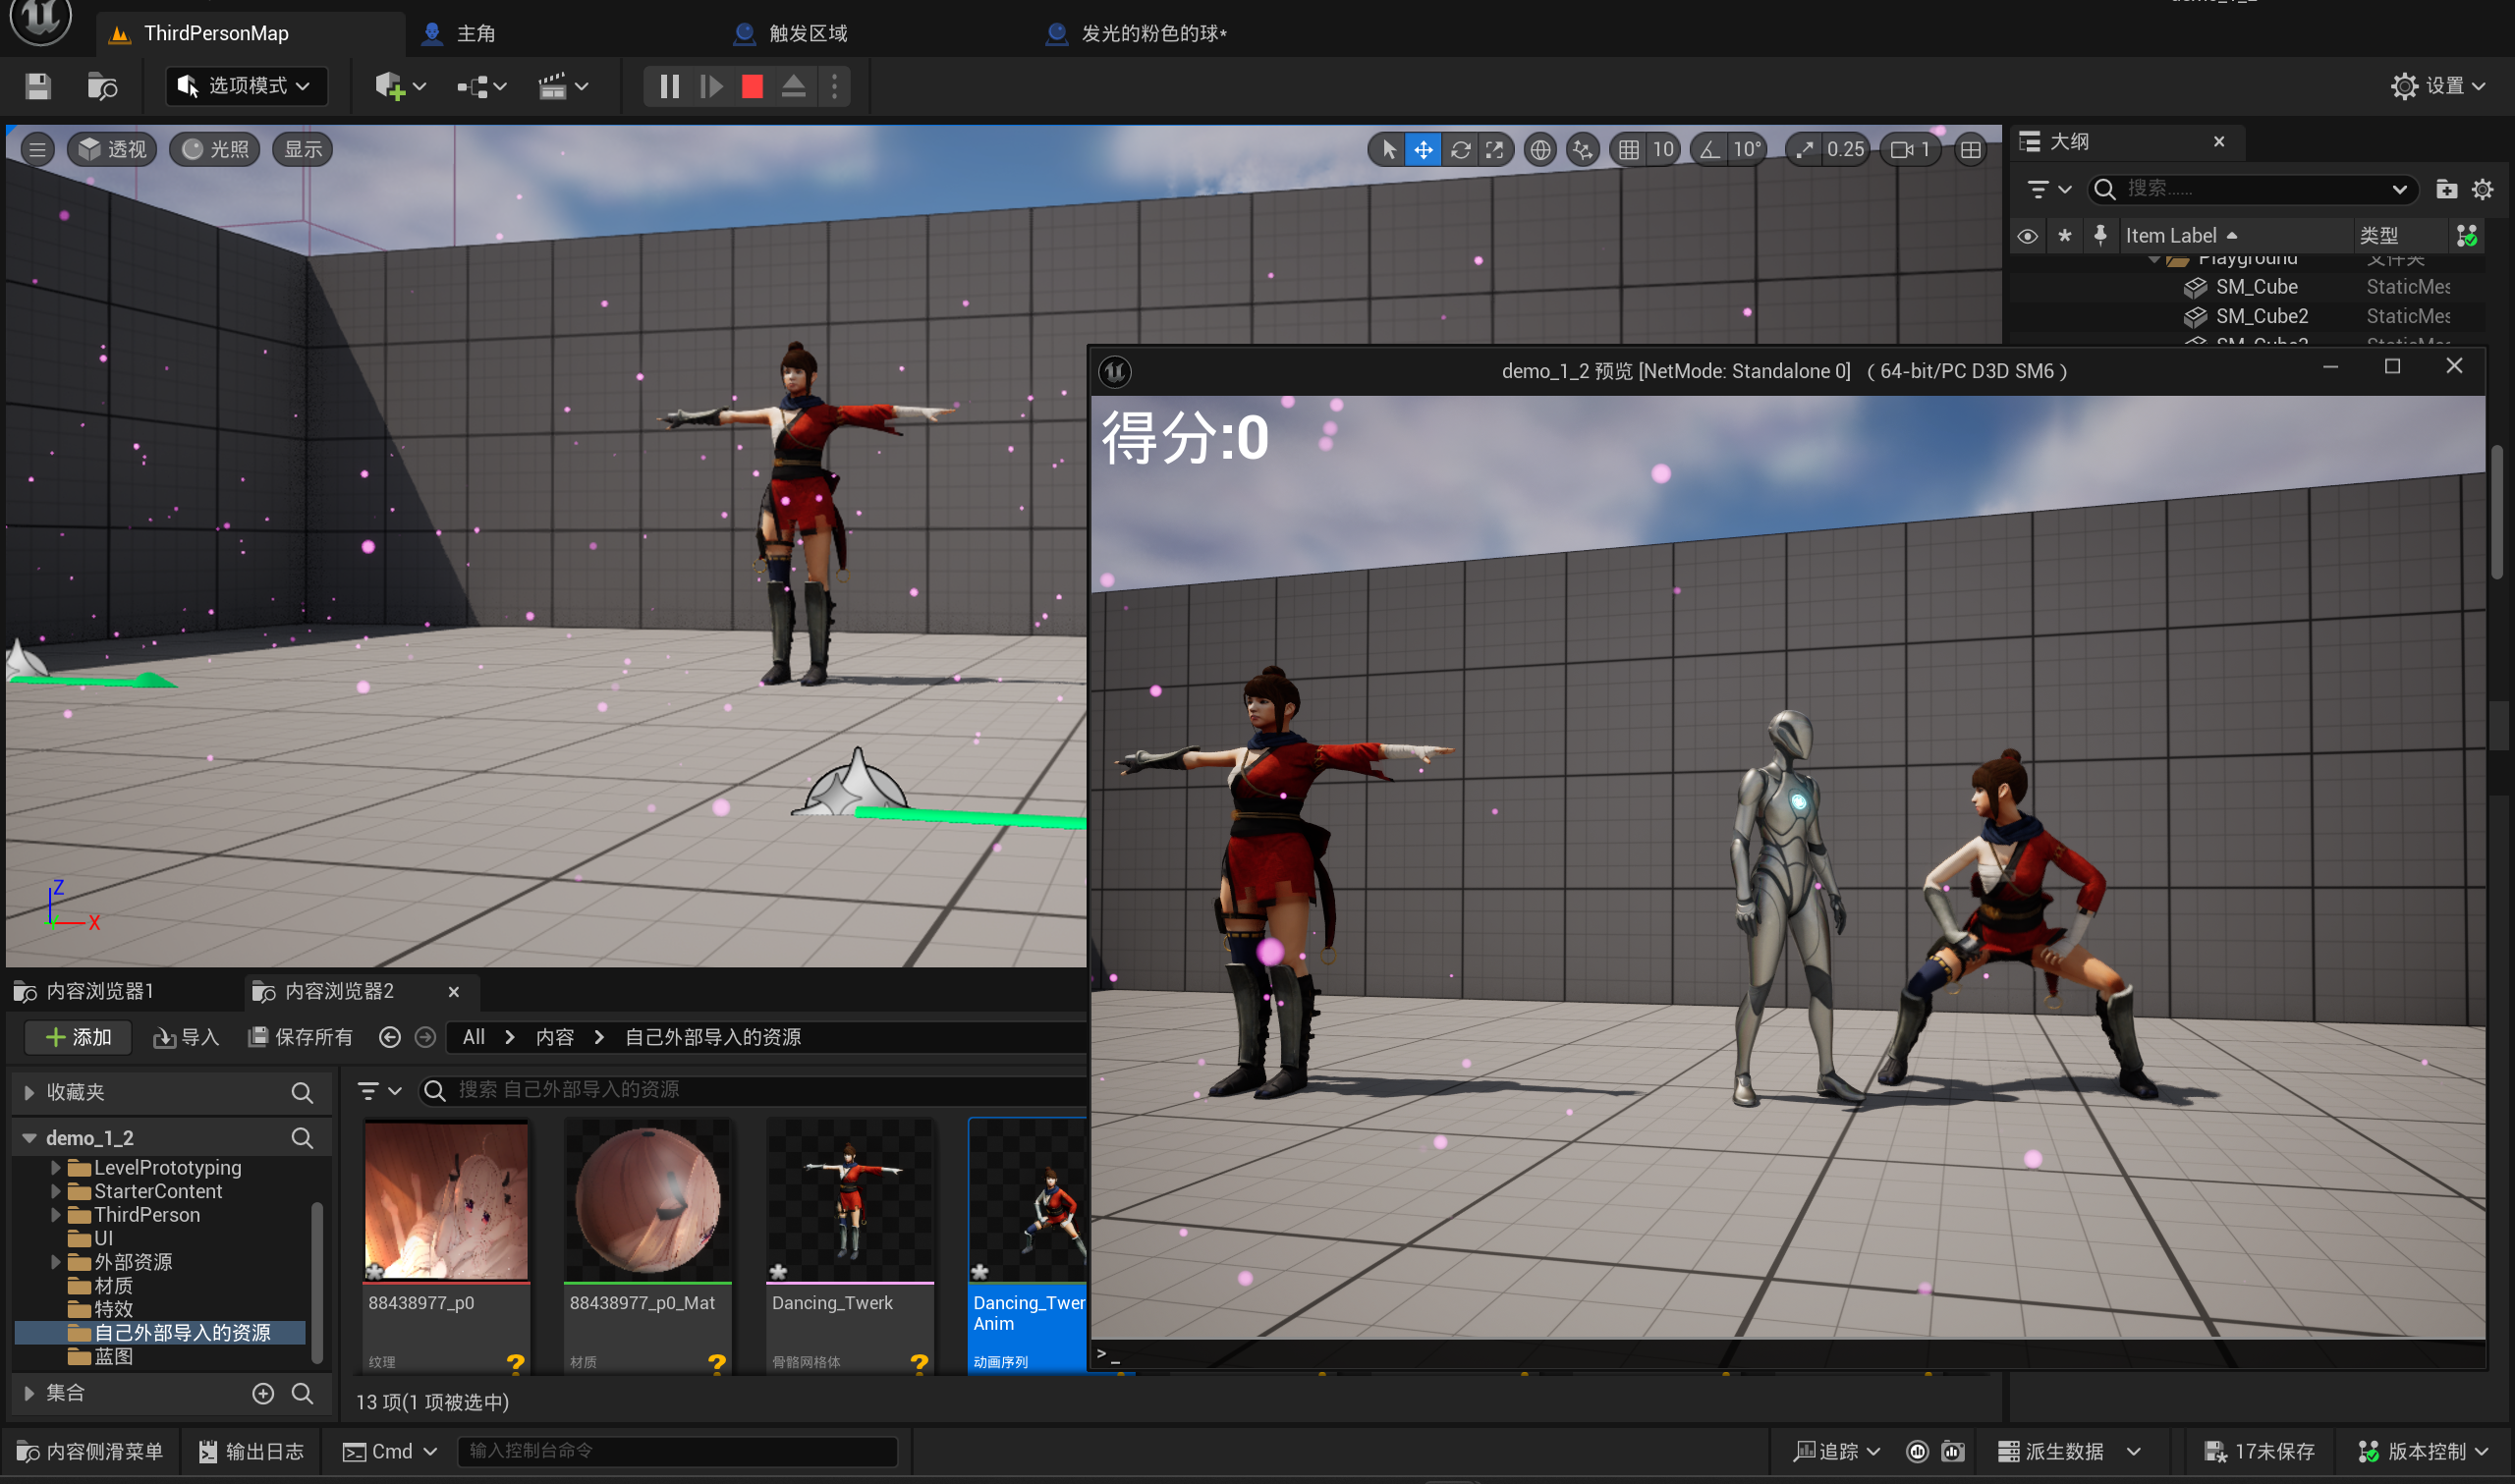 ThirdPersonMap
主角
触发区域
发光的粉色的球*
选项模式
设置
透视
光照
显示
10
10°
0.25
1
大纲
搜索......
Item Label
类型
Playground
文件夹
SM_Cube
StaticMes
SM_Cube2
StaticMes
demo_1_2 预览 [NetMode: Standalone 0] （64-bit/PC D3D SM6）
得分:0
Z
X
内容浏览器1
内容浏览器2
添加
导入
保存所有
All
内容
自己外部导入的资源
收藏夹
搜索 自己外部导入的资源
demo_1_2
LevelPrototyping
StarterContent
ThirdPerson
UI
外部资源
材质
特效
自己外部导入的资源
蓝图
88438977_p0
纹理
88438977_p0_Mat
材质
Dancing_Twerk
骨骼网格体
Dancing_Twer
Anim
动画序列
>_
集合
13 项(1 项被选中)
内容侧滑菜单
输出日志
Cmd
输入控制台命令
追踪
派生数据
17未保存
版本控制